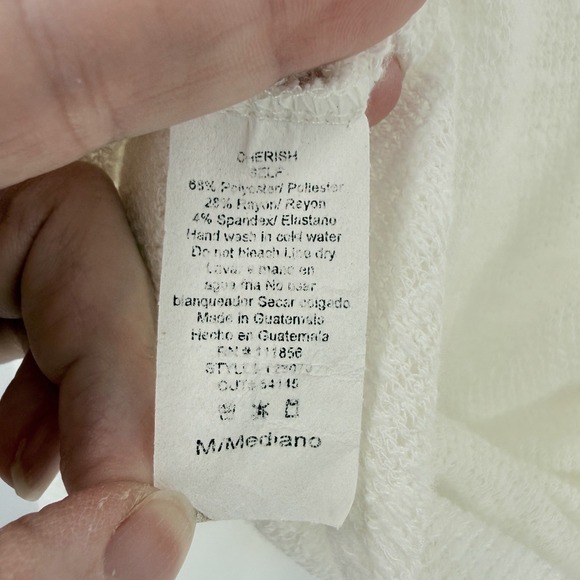 CHERISH
SELF
68% Polyester/ Poliester
28% Rayon/ Rayon
4% Spandex/ Elastano
Hand wash in cold water
Do not bleach Line dry
Lavar a mano en
agua fria No usar
blanqueador Secar colgado
Made in Guatemala
Hecho en Guatemala
RN # 111856
CUT# 54145
M/Mediano